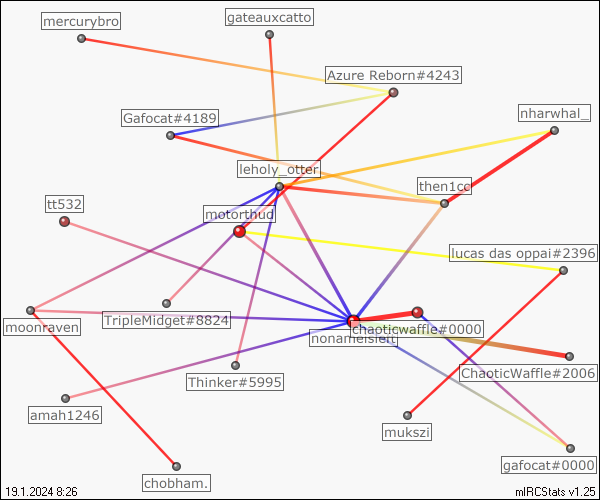 mercurybro
gateauxcatto
Azure Reborn#4243
Gafocat#4189
nharwhal_
leholy_otter
then1cc
tt532
motorthud
lucas das oppai#2396
moonraven
TripleMidget#8824
chaoticwaffle#0000
nonameisleft
ChaoticWaffle#2006
Thinker#5995
amah1246
mukszi
gafocat#0000
chobham.
19.1.2024 8:26
mIRCStats v1.25